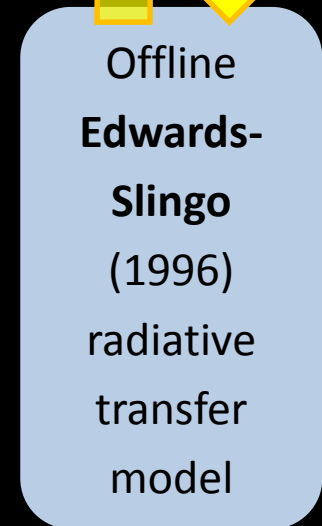 Offline
Edwards-
Slingo
(1996)
radiative
transfer
model